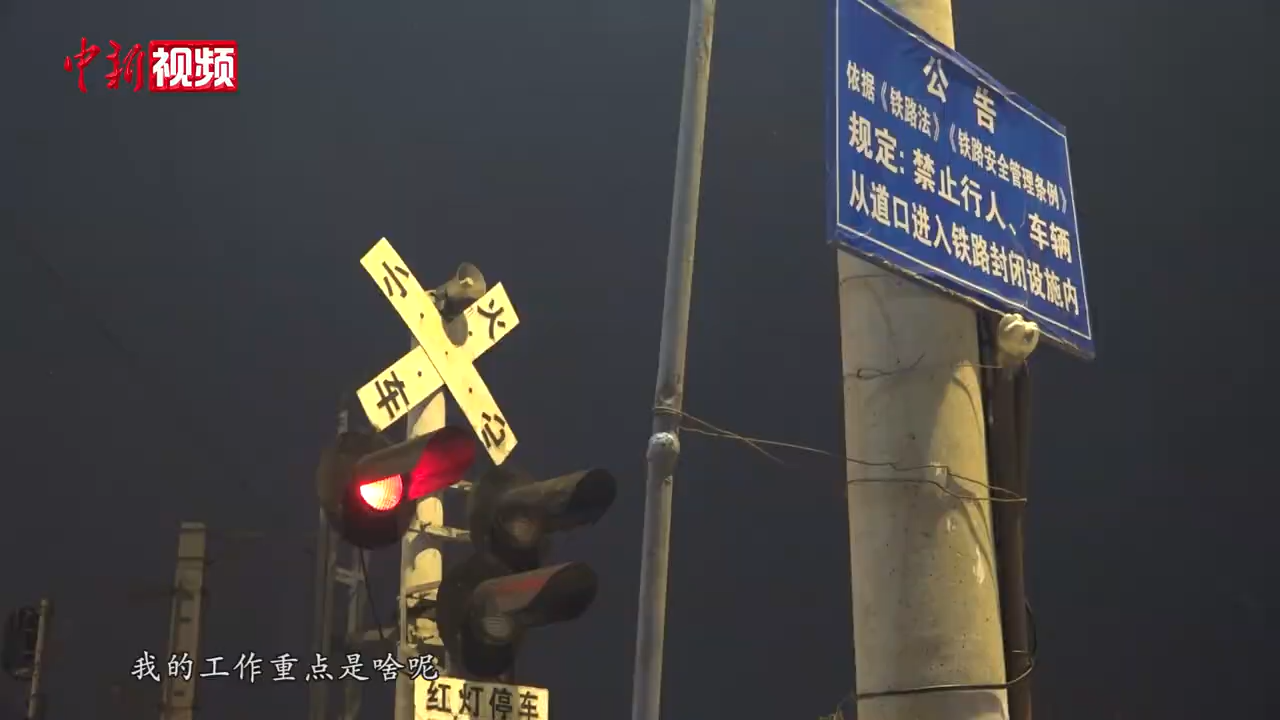 中新视频
公告
依据《铁路法》《铁路安全管理条例》
规定:禁止行人、车辆
从道口进入铁路封闭设施内
小心
火车
我的工作重点是啥呢
红灯停车